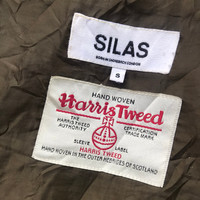 SILAS
S
HAND WOVEN
Harris Tweed
THE HARRIS TWEED AUTHORITY
CERTIFICATION TRADE MARK
SLEEVE LABEL
HARRIS TWEED
HAND WOVEN IN THE OUTER HEBRIDES OF SCOTLAND